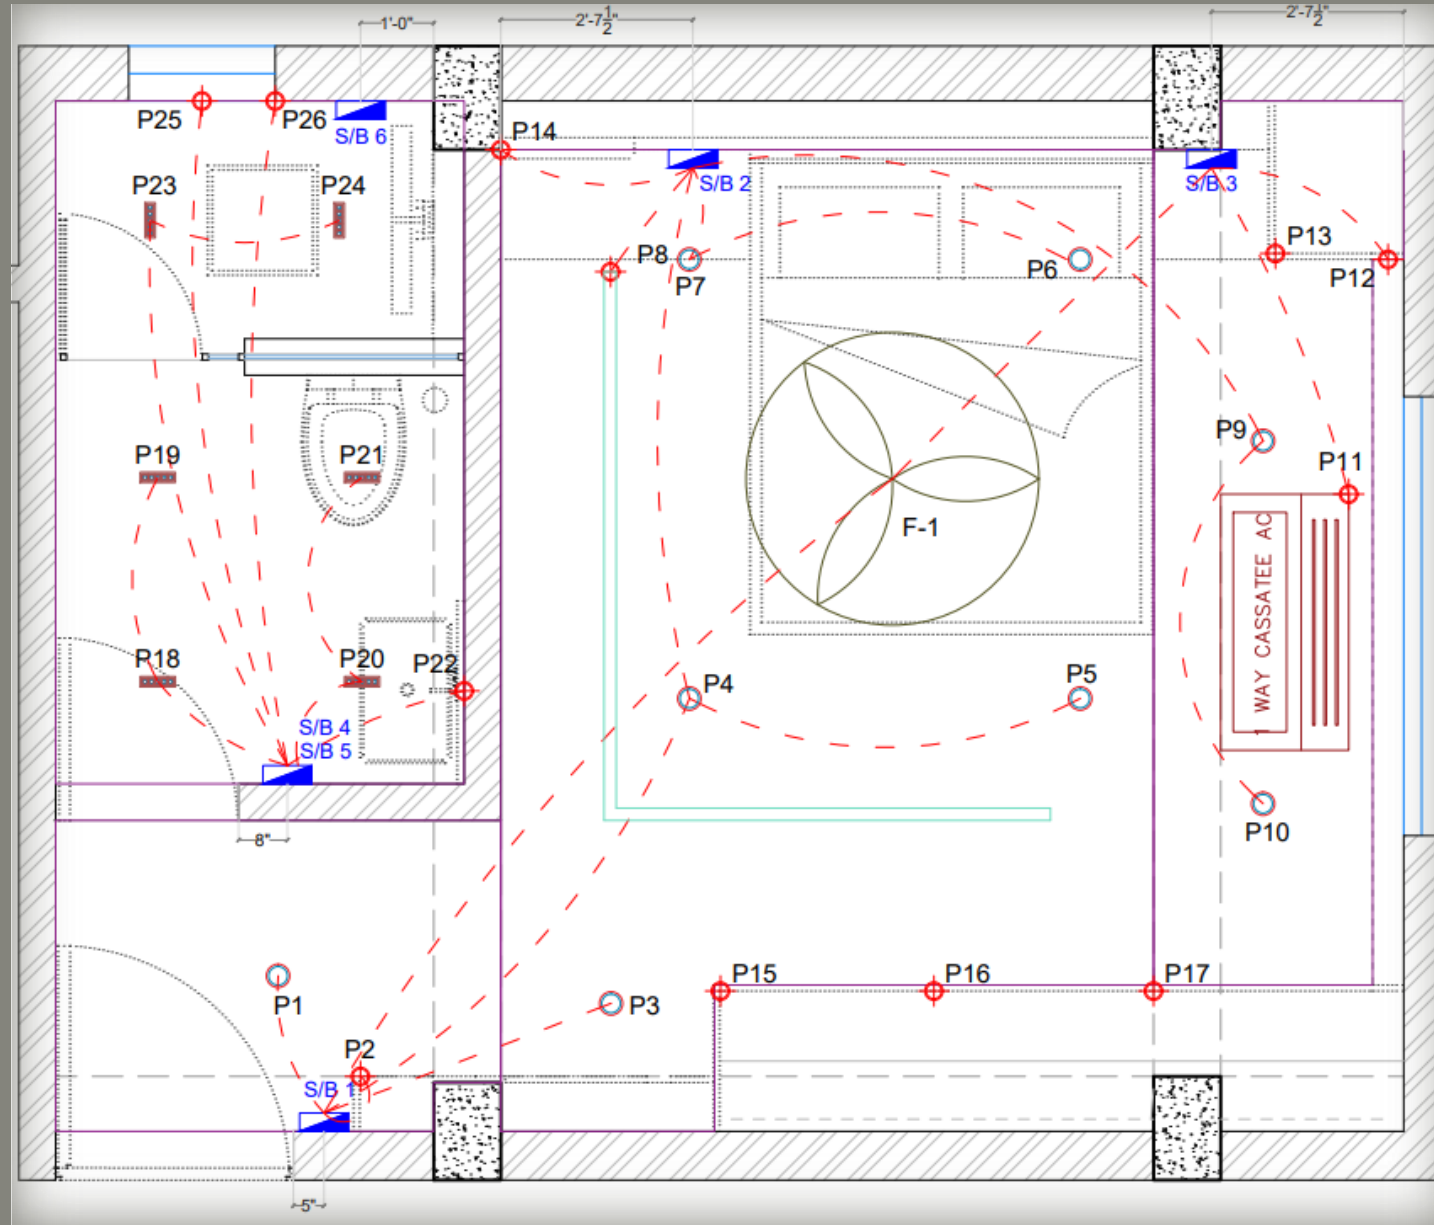 1'-0"
2'-7½"
2'-7½"
P25
P26
S/B 6
P14
P23
P24
S/B 2
S/B 3
P8
P7
P6
P13
P12
P19
P21
P9
P11
F-1
1 WAY CASSATEE AC
P18
P20
P22
P4
P5
S/B 4
S/B 5
P10
8"
P1
P3
P15
P16
P17
P2
S/B 1
5"